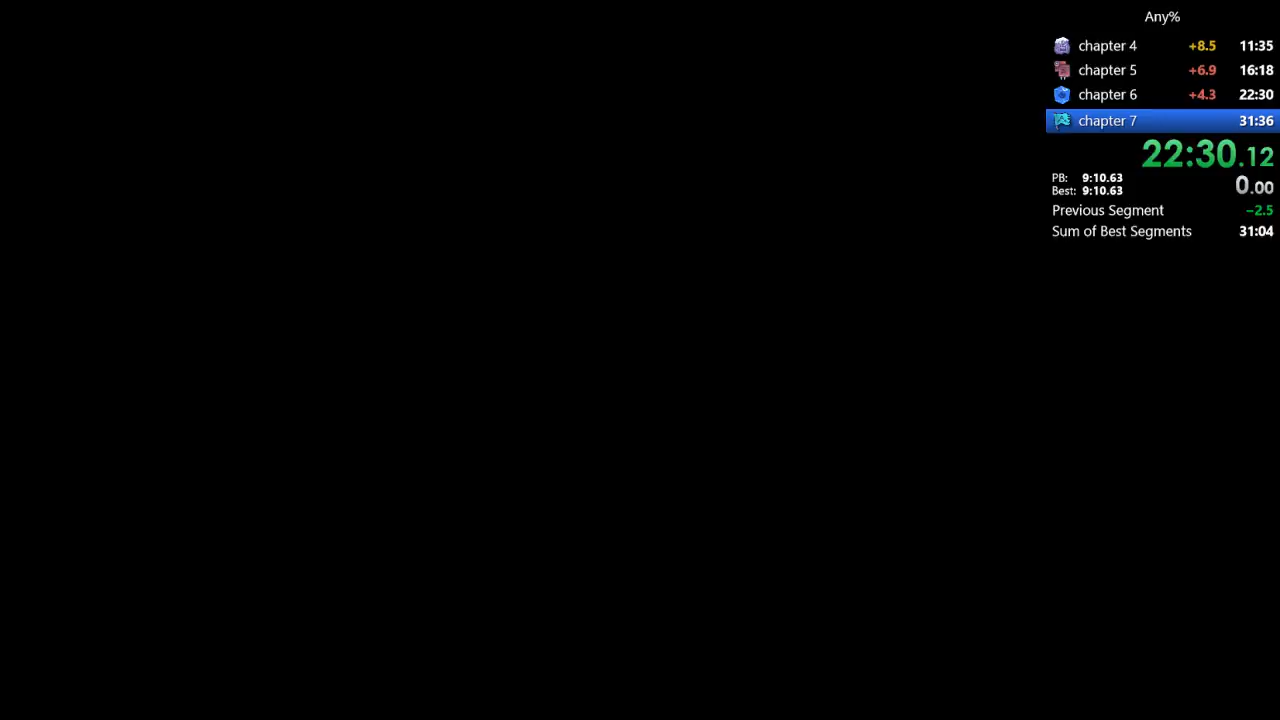 Any%
chapter 4 +8.5 11:35
chapter 5 +6.9 16:18
chapter 6 +4.3 22:30
chapter 7 31:36
22:30.12
PB: 9:10.63
Best: 9:10.63
0.00
Previous Segment −2.5
Sum of Best Segments 31:04